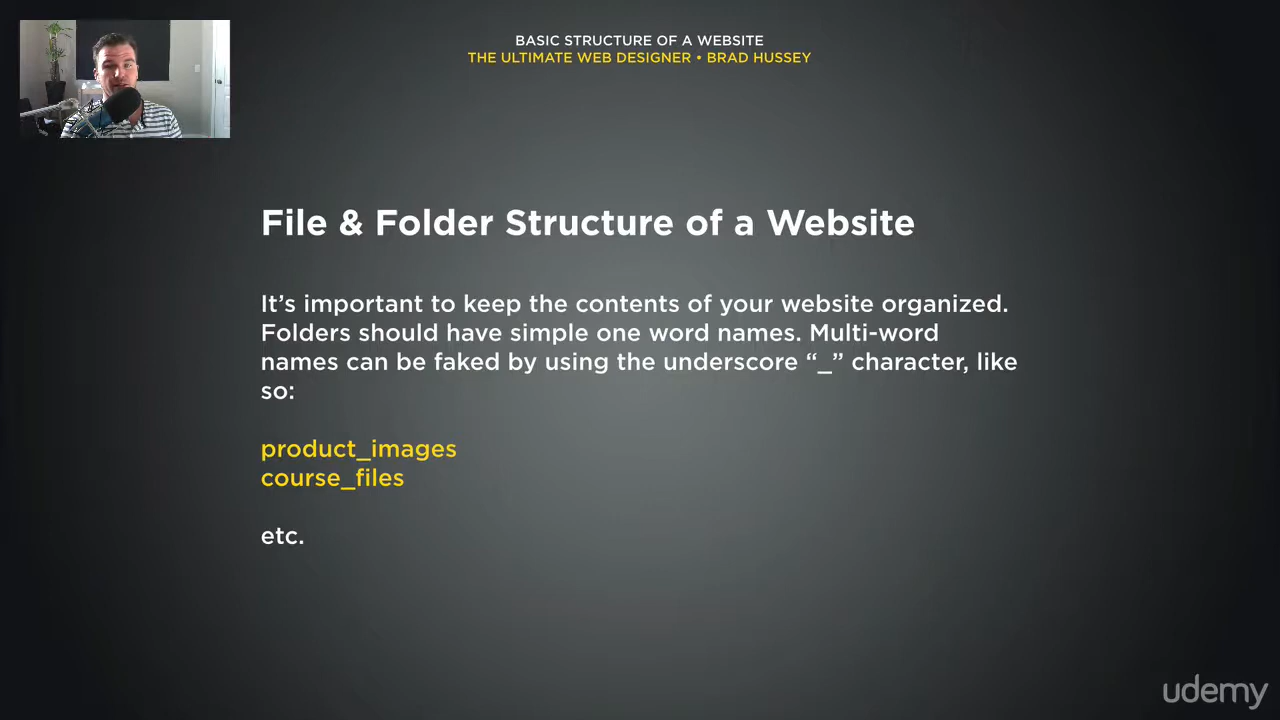 BASIC STRUCTURE OF A WEBSITE
THE ULTIMATE WEB DESIGNER • BRAD HUSSEY
File & Folder Structure of a Website
It’s important to keep the contents of your website organized.
Folders should have simple one word names. Multi-word
names can be faked by using the underscore “_” character, like
so:
product_images
course_files
etc.
udemy